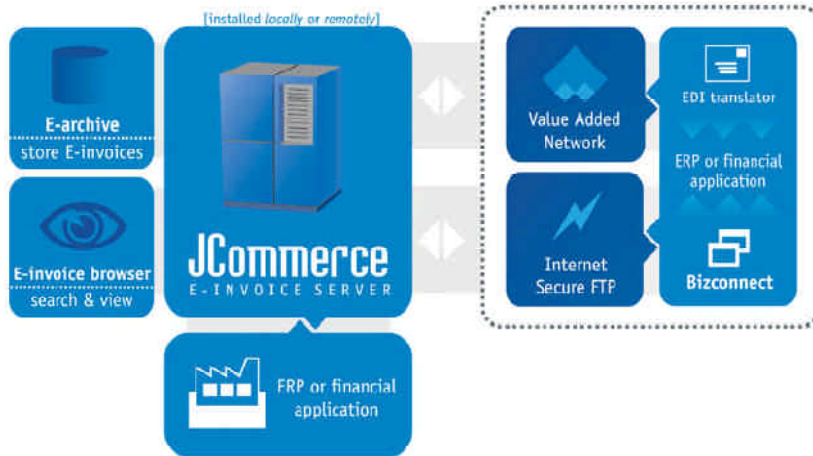 [installed locally or remotely]
E-archive
store E-invoices
E-invoice browser
search & view
JCommerce
E-INVOICE SERVER
FRP or financial
application
Value Added
Network
Internet
Secure FTP
EDI translator
ERP or financial
application
Bizconnect